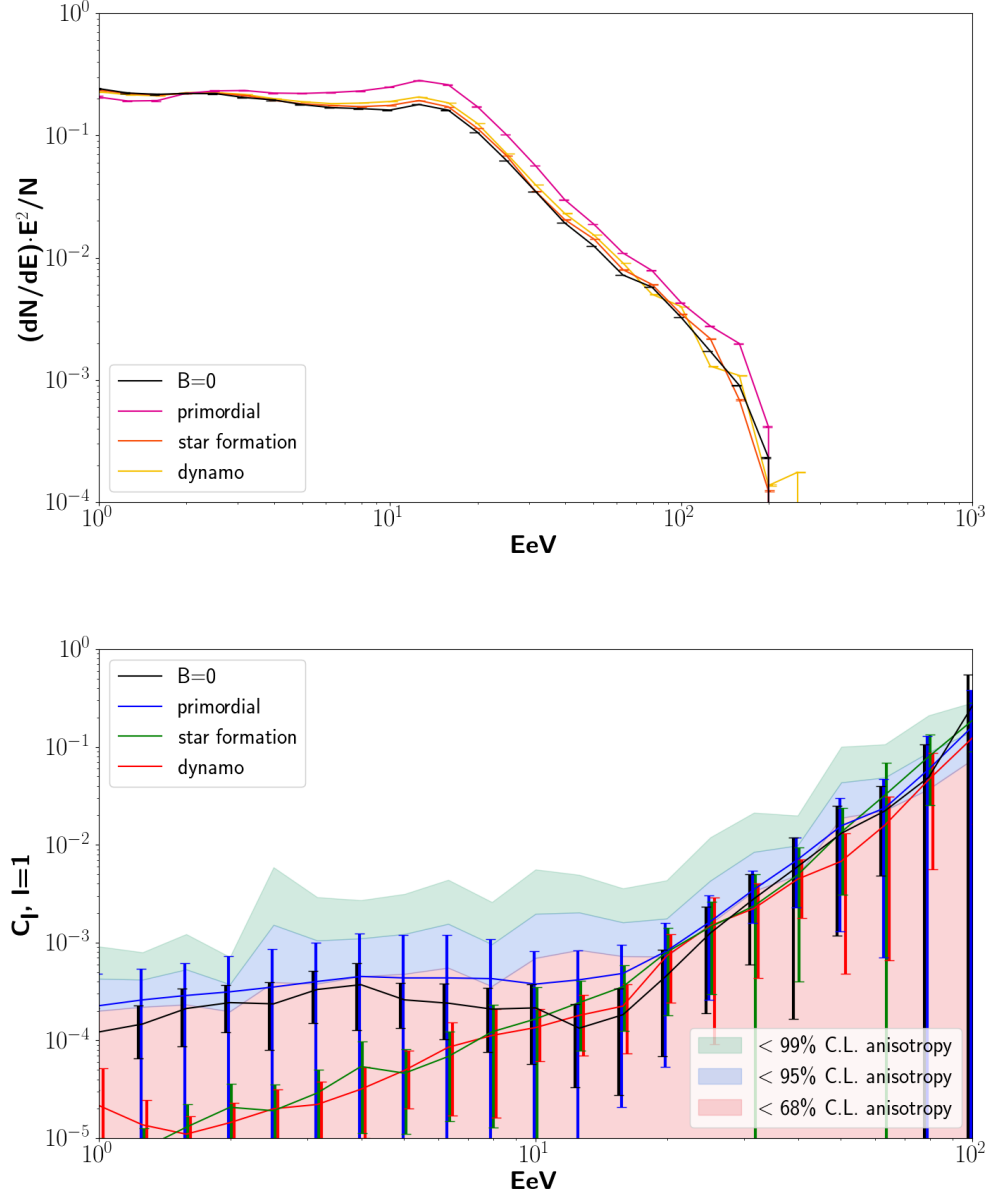 10^0
10^-1
10^-2
10^-3
10^-4
(dN/dE)·E^2/N
B=0
primordial
star formation
dynamo
10^0 10^1 10^2 10^3
EeV
10^0
10^-1
10^-2
10^-3
10^-4
10^-5
C_l, l=1
B=0
primordial
star formation
dynamo
< 99% C.L. anisotropy
< 95% C.L. anisotropy
< 68% C.L. anisotropy
10^0 10^1 10^2
EeV